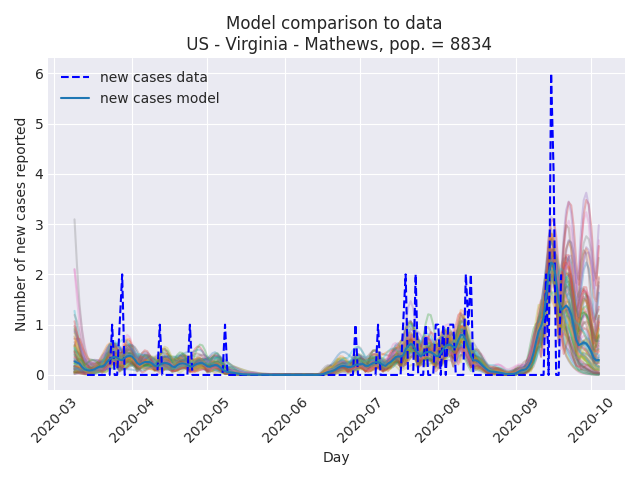 Model comparison to data
US - Virginia - Mathews, pop. = 8834
6
5
4
3
2
1
0
Number of new cases reported
new cases data
new cases model
2020-03
2020-04
2020-05
2020-06
2020-07
2020-08
2020-09
2020-10
Day